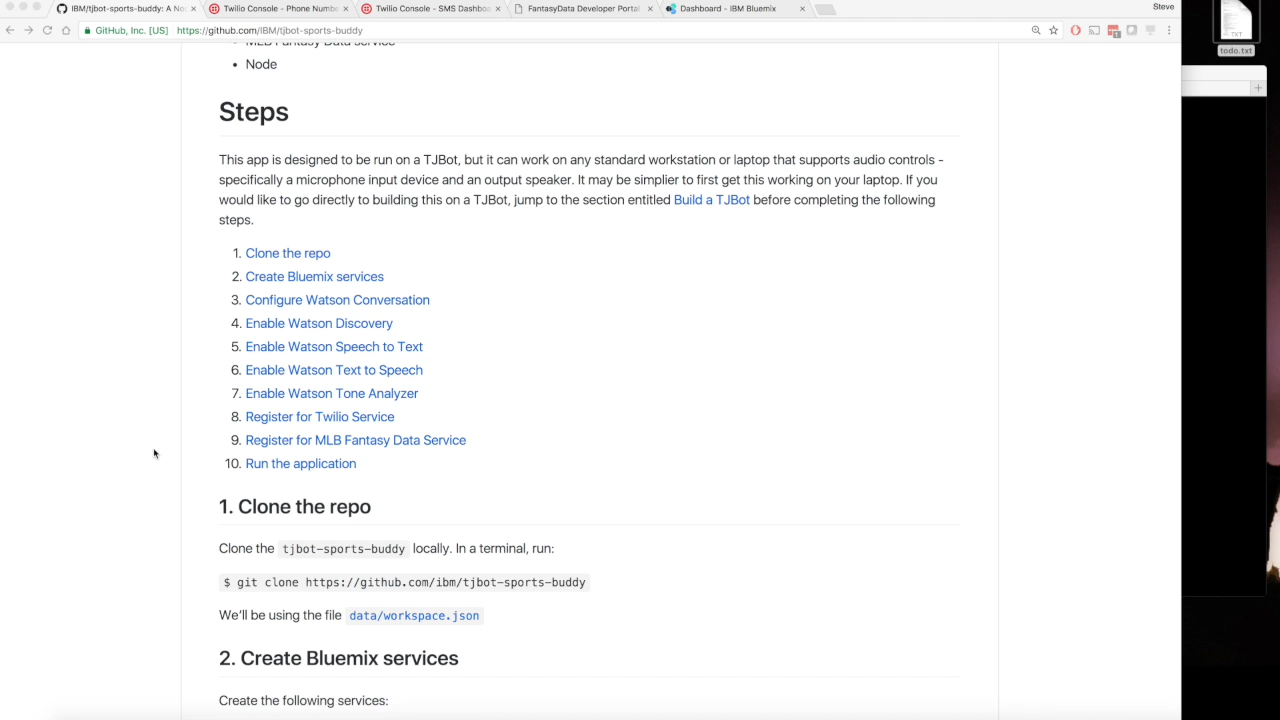 IBM/tjbot-sports-buddy: A No
Twilio Console - Phone Numbe
Twilio Console - SMS Dashboa
FantasyData Developer Portal
Dashboard - IBM Bluemix
Steve
GitHub, Inc. [US]
https://github.com/IBM/tjbot-sports-buddy
TXT
todo.txt
MLB Fantasy Data service
Node
Steps
This app is designed to be run on a TJBot, but it can work on any standard workstation or laptop that supports audio controls -
specifically a microphone input device and an output speaker. It may be simplier to first get this working on your laptop. If you
would like to go directly to building this on a TJBot, jump to the section entitled Build a TJBot before completing the following
steps.
1. Clone the repo
2. Create Bluemix services
3. Configure Watson Conversation
4. Enable Watson Discovery
5. Enable Watson Speech to Text
6. Enable Watson Text to Speech
7. Enable Watson Tone Analyzer
8. Register for Twilio Service
9. Register for MLB Fantasy Data Service
10. Run the application
1. Clone the repo
Clone the tjbot-sports-buddy locally. In a terminal, run:
$ git clone https://github.com/ibm/tjbot-sports-buddy
We'll be using the file data/workspace.json
2. Create Bluemix services
Create the following services: